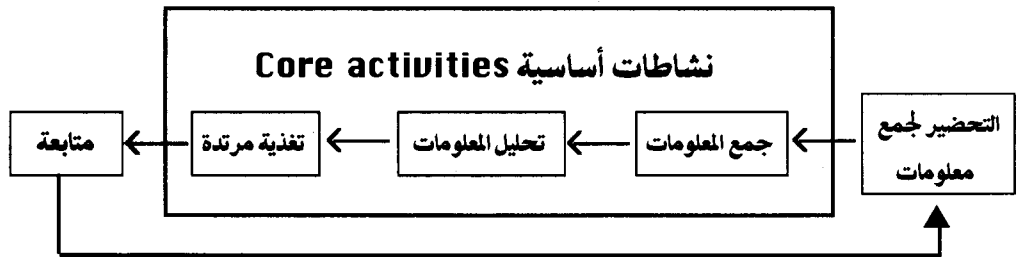 نشاطات أساسية Core activities
التحضير لجمع
معلومات
جمع المعلومات
تحليل المعلومات
تغذية مرتدة
متابعة